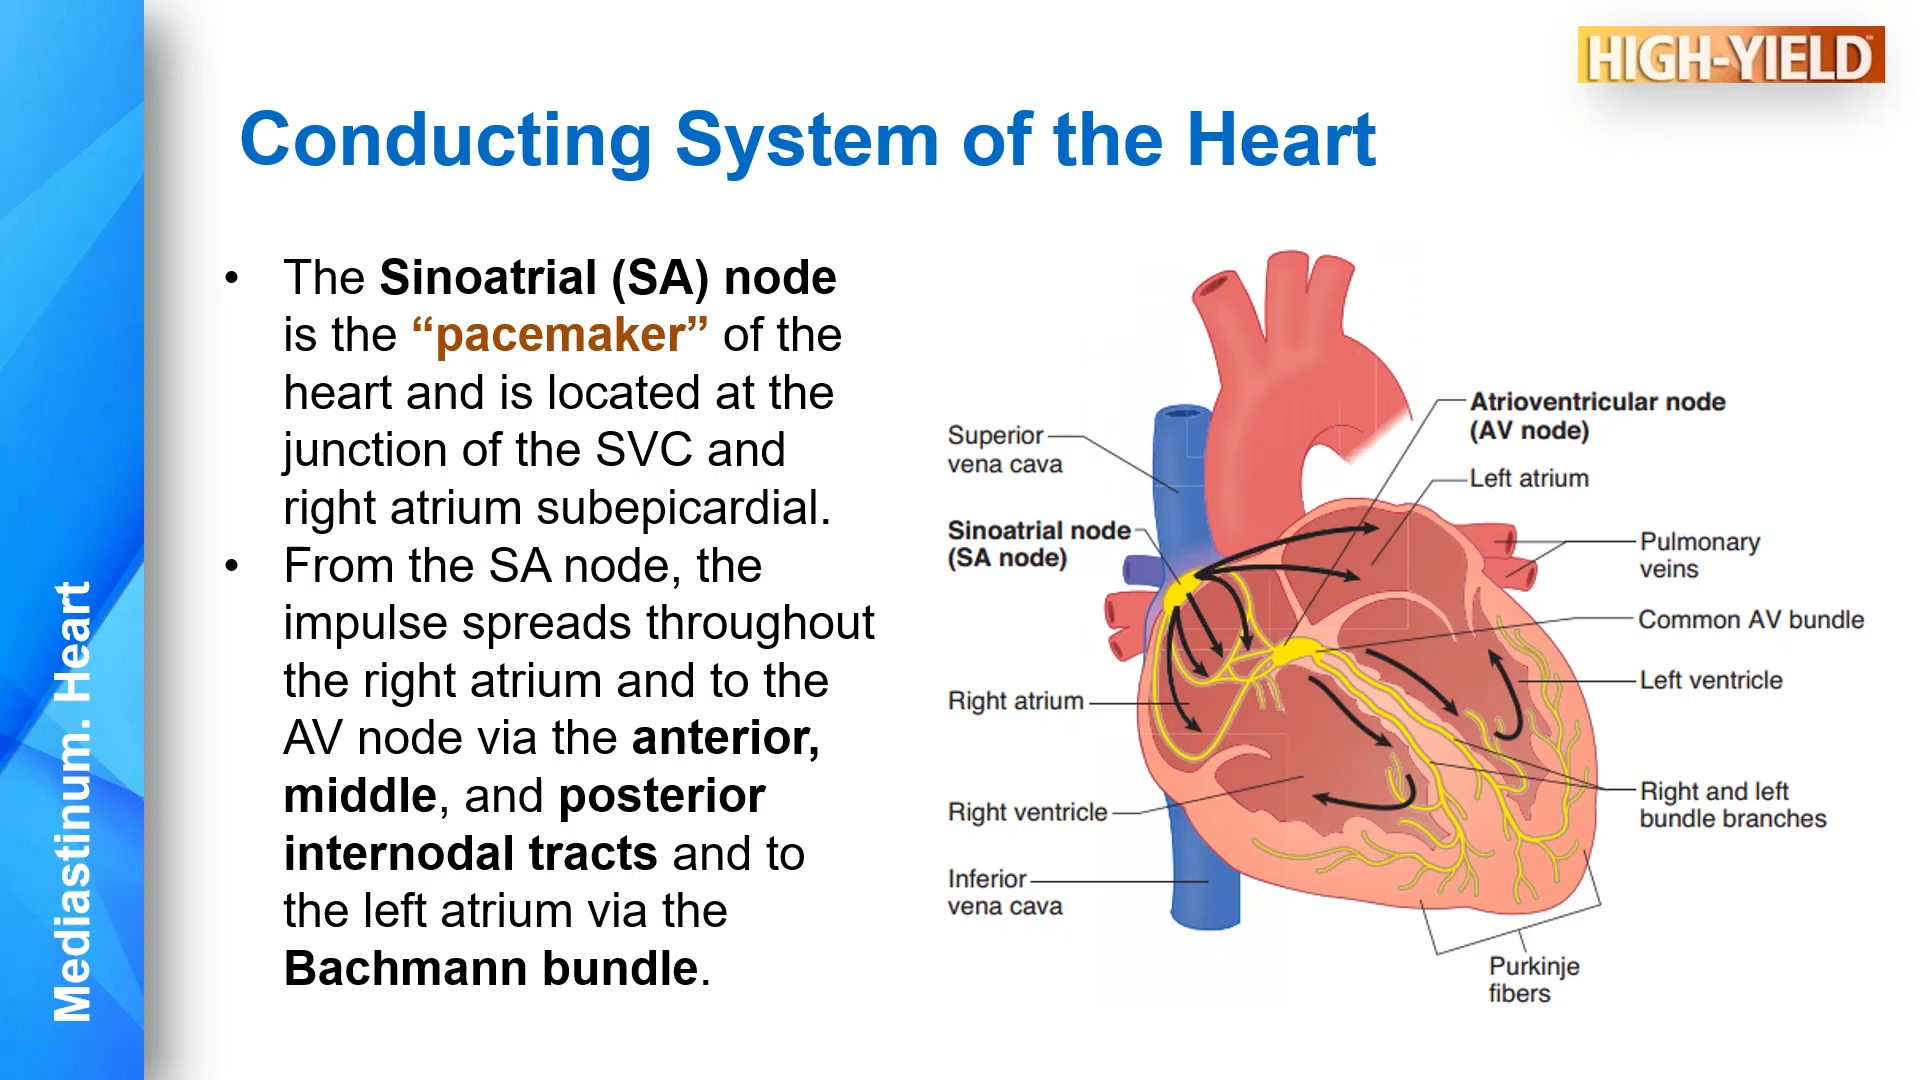 HIGH-YIELD™
Conducting System of the Heart
• The Sinoatrial (SA) node
is the “pacemaker” of the
heart and is located at the
junction of the SVC and
right atrium subepicardial.
• From the SA node, the
impulse spreads throughout
the right atrium and to the
AV node via the anterior,
middle, and posterior
internodal tracts and to
the left atrium via the
Bachmann bundle.
Superior
vena cava
Sinoatrial node
(SA node)
Right atrium
Right ventricle
Inferior
vena cava
Atrioventricular node
(AV node)
Left atrium
Pulmonary
veins
Common AV bundle
Left ventricle
Right and left
bundle branches
Purkinje
fibers
Mediastinum. Heart